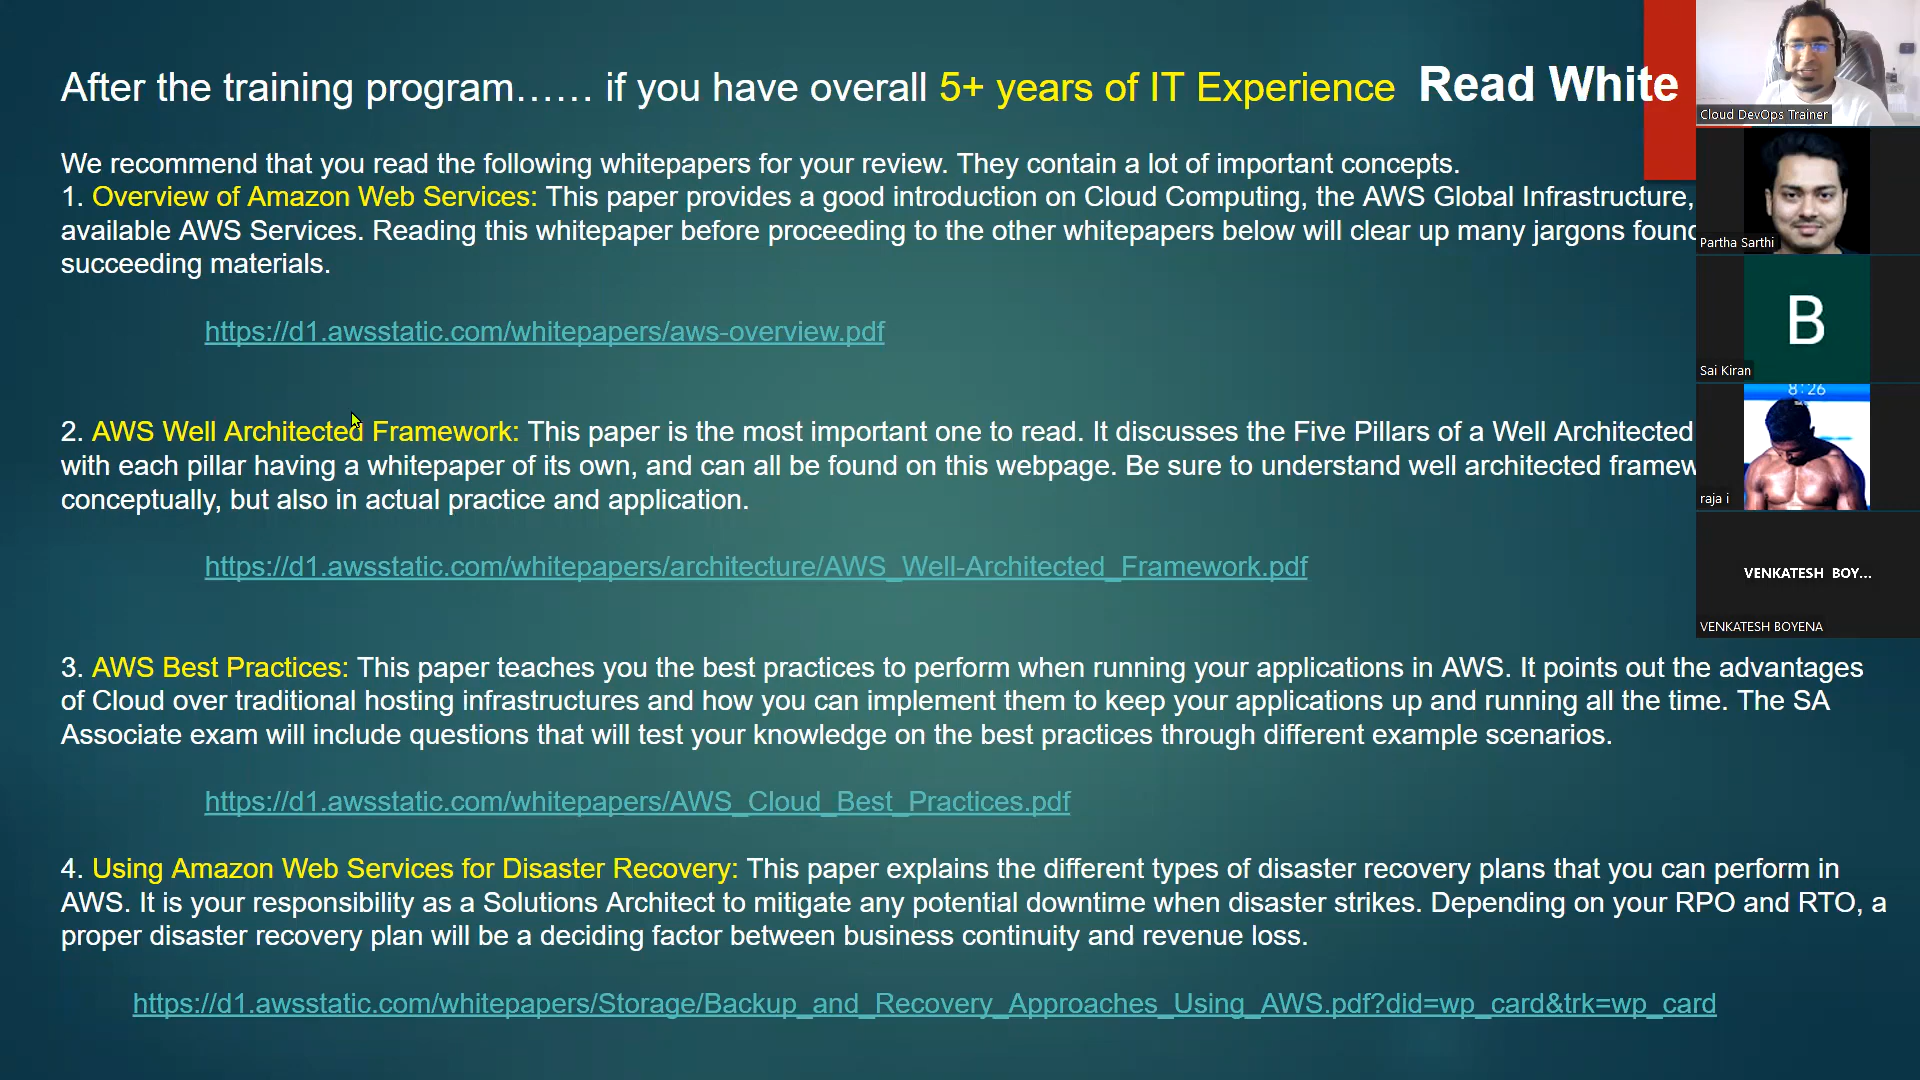 After the training program…… if you have overall 5+ years of IT Experience Read White
We recommend that you read the following whitepapers for your review. They contain a lot of important concepts.
1. Overview of Amazon Web Services: This paper provides a good introduction on Cloud Computing, the AWS Global Infrastructure,
available AWS Services. Reading this whitepaper before proceeding to the other whitepapers below will clear up many jargons found
succeeding materials.
https://d1.awsstatic.com/whitepapers/aws-overview.pdf
2. AWS Well Architected Framework: This paper is the most important one to read. It discusses the Five Pillars of a Well Architected
with each pillar having a whitepaper of its own, and can all be found on this webpage. Be sure to understand well architected framew
conceptually, but also in actual practice and application.
https://d1.awsstatic.com/whitepapers/architecture/AWS_Well-Architected_Framework.pdf
3. AWS Best Practices: This paper teaches you the best practices to perform when running your applications in AWS. It points out the advantages
of Cloud over traditional hosting infrastructures and how you can implement them to keep your applications up and running all the time. The SA
Associate exam will include questions that will test your knowledge on the best practices through different example scenarios.
https://d1.awsstatic.com/whitepapers/AWS_Cloud_Best_Practices.pdf
4. Using Amazon Web Services for Disaster Recovery: This paper explains the different types of disaster recovery plans that you can perform in
AWS. It is your responsibility as a Solutions Architect to mitigate any potential downtime when disaster strikes. Depending on your RPO and RTO, a
proper disaster recovery plan will be a deciding factor between business continuity and revenue loss.
https://d1.awsstatic.com/whitepapers/Storage/Backup_and_Recovery_Approaches_Using_AWS.pdf?did=wp_card&trk=wp_card
Cloud DevOps Trainer
Partha Sarthi
B
Sai Kiran
8:26
raja i
VENKATESH BOY...
VENKATESH BOYENA